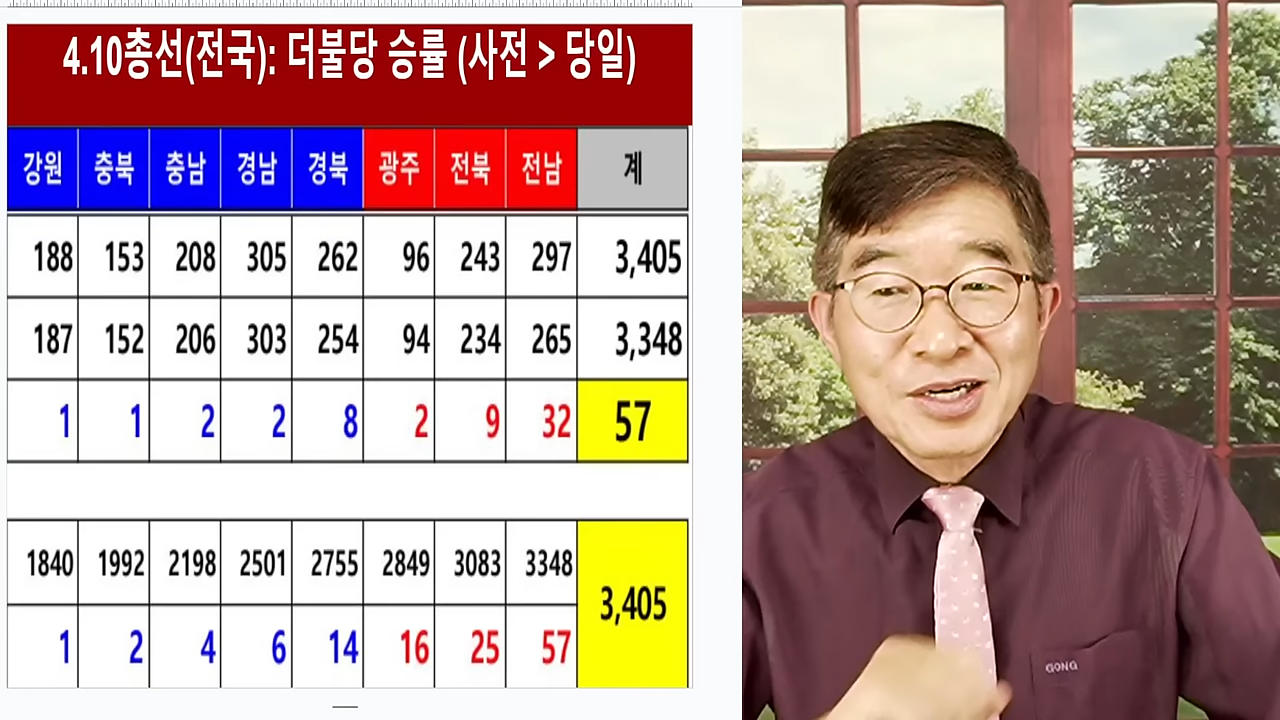 4.10총선(전국): 더불당 승률 (사전 > 당일)
강원 충북 충남 경남 경북 광주 전북 전남 계
188 153 208 305 262 96 243 297 3,405
187 152 206 303 254 94 234 265 3,348
1 1 2 2 8 2 9 32 57
1840 1992 2198 2501 2755 2849 3083 3348 3,405
1 2 4 6 14 16 25 57
GONG